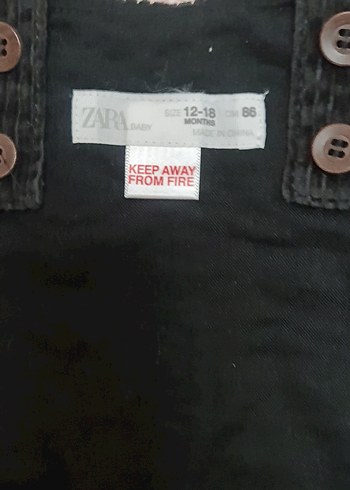 ZARA BABY SIZE 12-18 MONTHS CM 86
MADE IN CHINA
KEEP AWAY
FROM FIRE